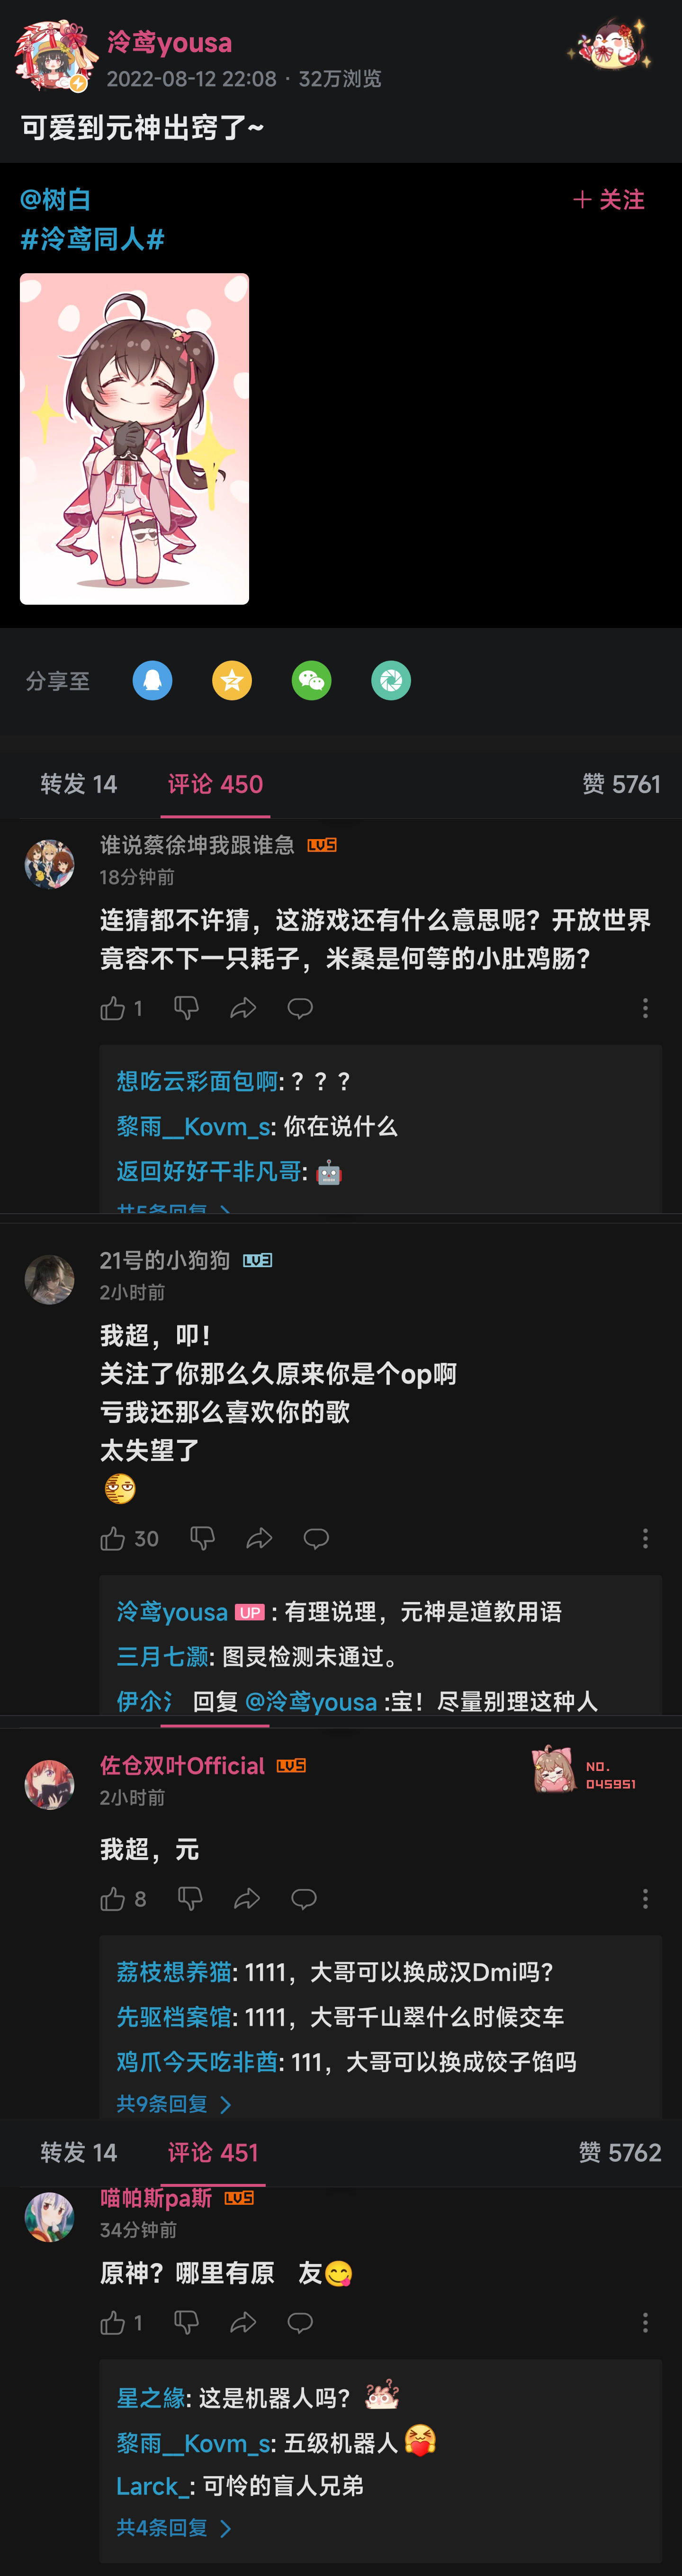 泠鸢yousa
2022-08-12 22:08 · 32万浏览
可爱到元神出窍了~
@树白
+ 关注
#泠鸢同人#
分享至
转发 14 评论 450 赞 5761
谁说蔡徐坤我跟谁急 LV5
18分钟前
连猜都不许猜，这游戏还有什么意思呢？开放世界
竟容不下一只耗子，米桑是何等的小肚鸡肠？
1
想吃云彩面包啊: ？？？
黎雨__Kovm_s: 你在说什么
返回好好干非凡哥: 🤖
共5条回复 >
21号的小狗狗 LV3
2小时前
我超，叩！
关注了你那么久原来你是个op啊
亏我还那么喜欢你的歌
太失望了
30
泠鸢yousa UP : 有理说理，元神是道教用语
三月七灏: 图灵检测未通过。
伊尒氵 回复 @泠鸢yousa :宝！尽量别理这种人
佐仓双叶Official LV5
NO.
045951
2小时前
我超，元
8
荔枝想养猫: 1111，大哥可以换成汉Dmi吗？
先驱档案馆: 1111，大哥千山翠什么时候交车
鸡爪今天吃非酋: 111，大哥可以换成饺子馅吗
共9条回复 >
转发 14 评论 451 赞 5762
喵帕斯pa斯 LV5
34分钟前
原神？哪里有原 友😋
1
星之緣: 这是机器人吗？
黎雨__Kovm_s: 五级机器人
Larck_: 可怜的盲人兄弟
共4条回复 >